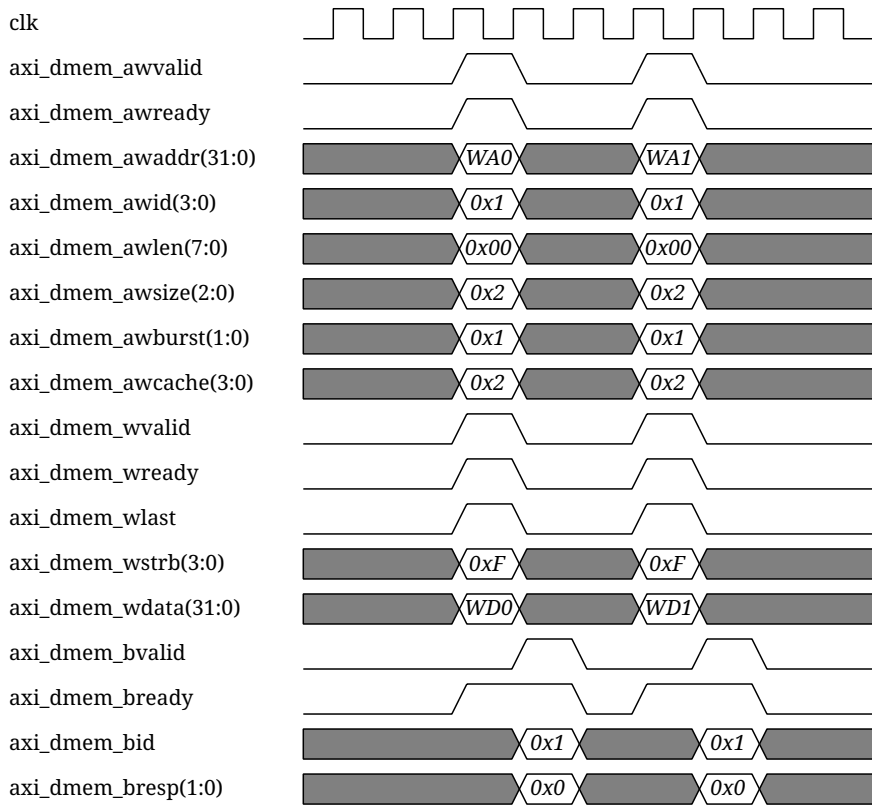 clk
axi_dmem_awvalid
axi_dmem_awready
axi_dmem_awaddr(31:0) WA0 WA1
axi_dmem_awid(3:0) 0x1 0x1
axi_dmem_awlen(7:0) 0x00 0x00
axi_dmem_awsize(2:0) 0x2 0x2
axi_dmem_awburst(1:0) 0x1 0x1
axi_dmem_awcache(3:0) 0x2 0x2
axi_dmem_wvalid
axi_dmem_wready
axi_dmem_wlast
axi_dmem_wstrb(3:0) 0xF 0xF
axi_dmem_wdata(31:0) WD0 WD1
axi_dmem_bvalid
axi_dmem_bready
axi_dmem_bid 0x1 0x1
axi_dmem_bresp(1:0) 0x0 0x0